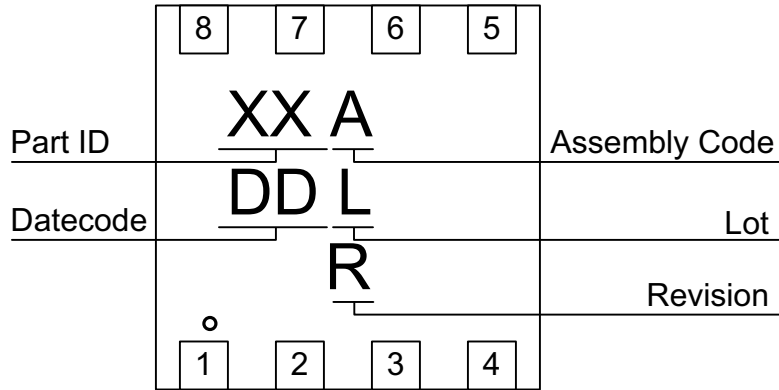 8 7 6 5
XX A
Part ID
Assembly Code
DD L
Datecode
Lot
R
Revision
1 2 3 4